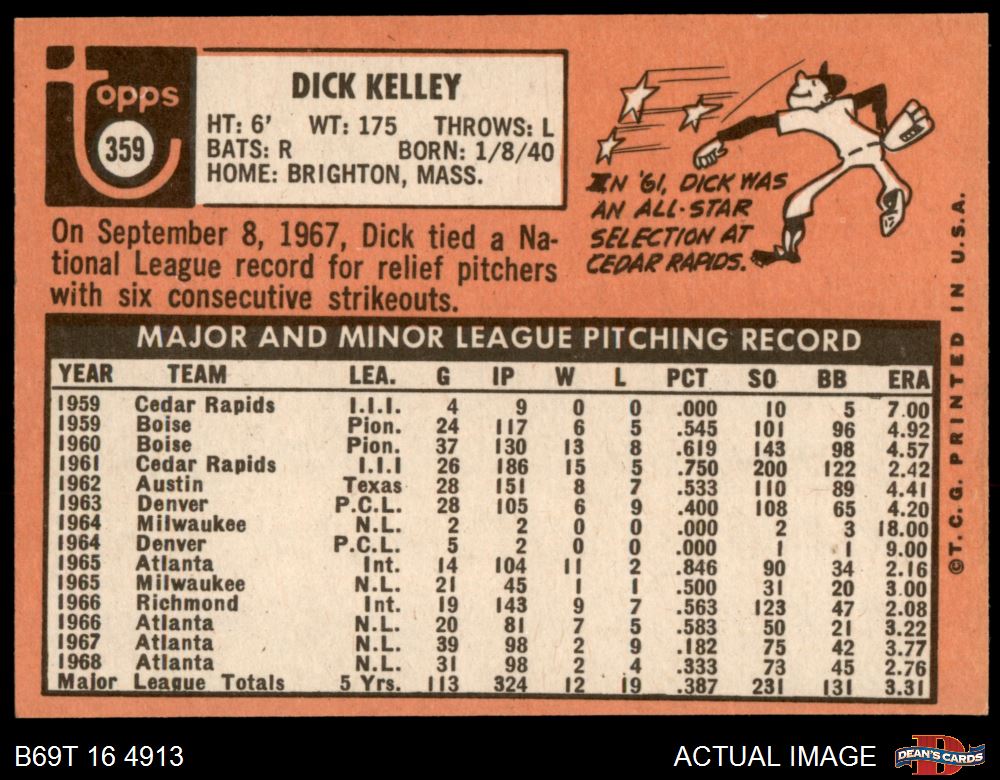 topps
359
DICK KELLEY
HT: 6' WT: 175 THROWS: L
BATS: R BORN: 1/8/40
HOME: BRIGHTON, MASS.
IN '61, DICK WAS
AN ALL-STAR
SELECTION AT
CEDAR RAPIDS.
On September 8, 1967, Dick tied a Na-
tional League record for relief pitchers
with six consecutive strikeouts.
MAJOR AND MINOR LEAGUE PITCHING RECORD
YEAR TEAM LEA. G IP W L PCT SO BB ERA
1959 Cedar Rapids I.I.I. 4 9 0 0 .000 10 5 7.00
1959 Boise Pion. 24 117 6 5 .545 101 96 4.92
1960 Boise Pion. 37 130 13 8 .619 143 98 4.57
1961 Cedar Rapids I.I.I 26 186 15 5 .750 200 122 2.42
1962 Austin Texas 28 151 8 7 .533 110 89 4.41
1963 Denver P.C.L. 28 105 6 9 .400 108 65 4.20
1964 Milwaukee N.L. 2 2 0 0 .000 2 3 18.00
1964 Denver P.C.L. 5 2 0 0 .000 1 1 9.00
1965 Atlanta Int. 14 104 11 2 .846 90 34 2.16
1965 Milwaukee N.L. 21 45 1 1 .500 31 20 3.00
1966 Richmond Int. 19 143 9 7 .563 123 47 2.08
1966 Atlanta N.L. 20 81 7 5 .583 50 21 3.22
1967 Atlanta N.L. 39 98 2 9 .182 75 42 3.77
1968 Atlanta N.L. 31 98 2 4 .333 73 45 2.76
Major League Totals 5 Yrs. 113 324 12 19 .387 231 131 3.31
©T.C.G. PRINTED IN U.S.A.
B69T 16 4913
ACTUAL IMAGE
DEAN'S CARDS